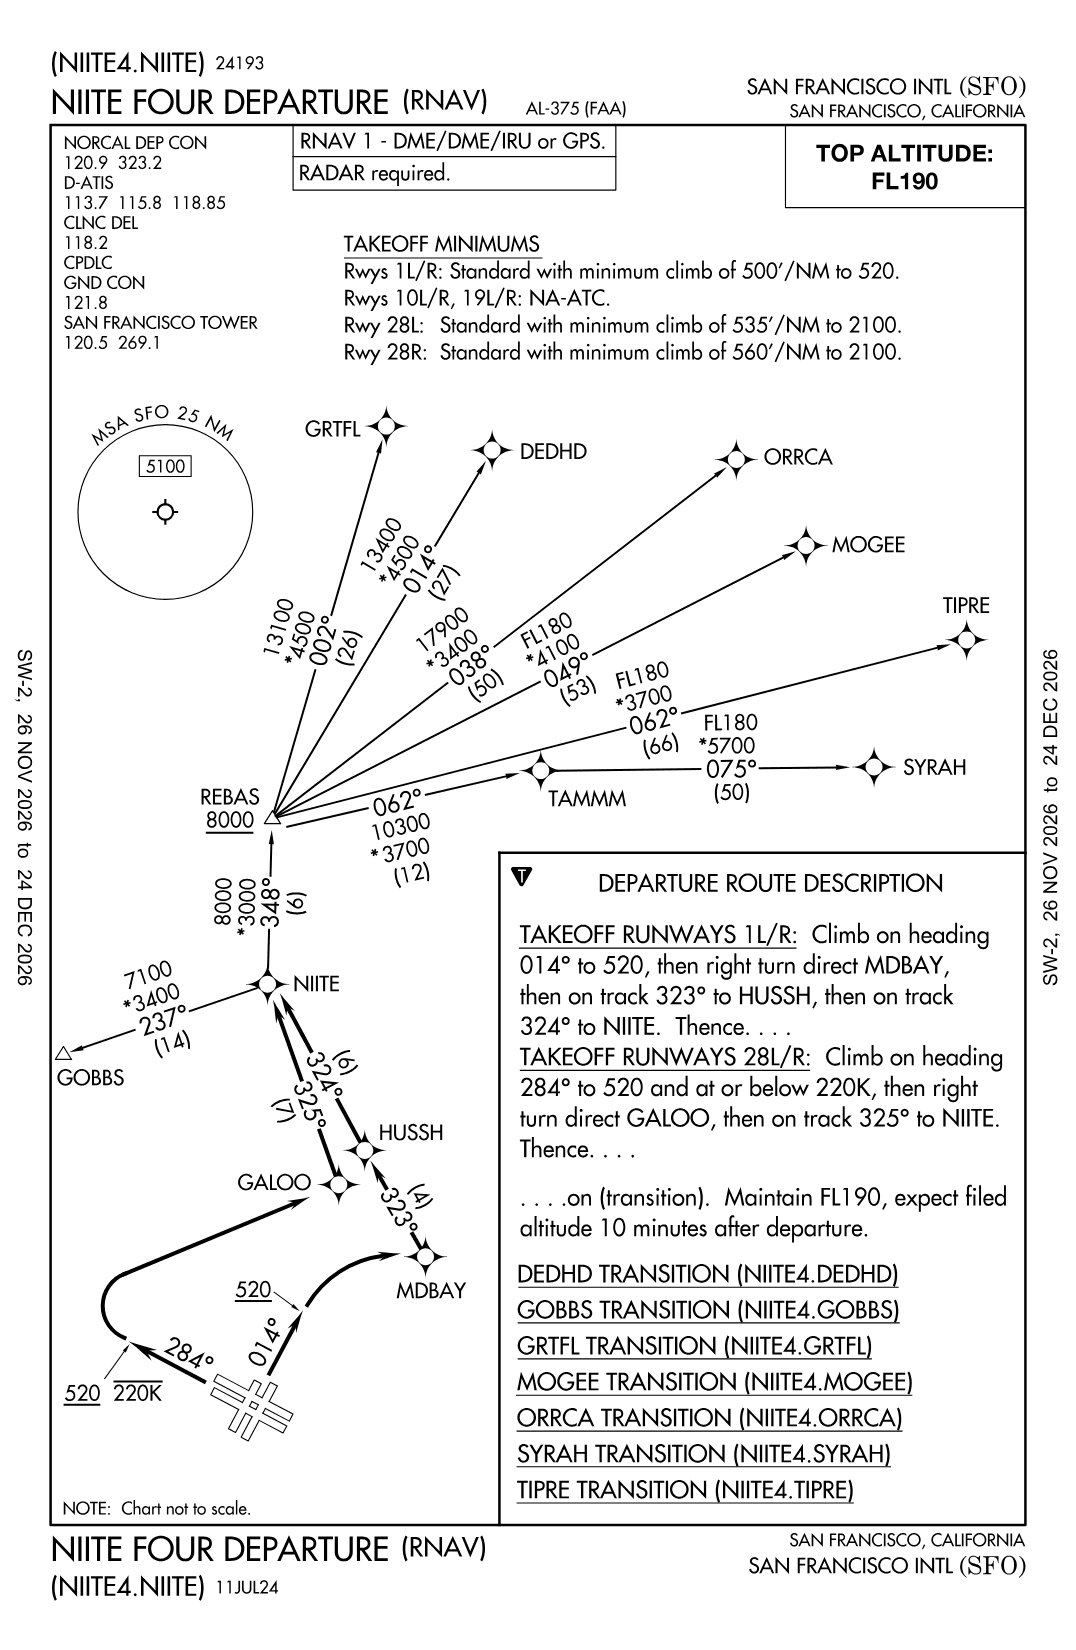 (NIITE4.NIITE) 24193
NIITE FOUR DEPARTURE (RNAV)
AL-375 (FAA)
SAN FRANCISCO INTL (SFO)
SAN FRANCISCO, CALIFORNIA
NORCAL DEP CON
120.9 323.2
D-ATIS
113.7 115.8 118.85
CLNC DEL
118.2
CPDLC
GND CON
121.8
SAN FRANCISCO TOWER
120.5 269.1
RNAV 1 - DME/DME/IRU or GPS.
RADAR required.
TOP ALTITUDE:
FL190
TAKEOFF MINIMUMS
Rwys 1L/R: Standard with minimum climb of 500'/NM to 520.
Rwys 10L/R, 19L/R: NA-ATC.
Rwy 28L: Standard with minimum climb of 535'/NM to 2100.
Rwy 28R: Standard with minimum climb of 560'/NM to 2100.
MSA SFO 25 NM
5100
GRTFL
DEDHD
ORRCA
MOGEE
TIPRE
13100
*4500
002°
(26)
13400
*4500
014°
(27)
17900
*3400
038°
(50)
FL180
*4100
049°
(53)
FL180
*3700
062°
(66)
FL180
*5700
075°
(50)
SYRAH
TAMMM
REBAS
8000
062°
10300
*3700
(12)
8000
*3000
348°
(6)
NIITE
7100
*3400
237°
(14)
GOBBS
(6)
324°
325°
(7)
HUSSH
GALOO
(4)
323°
MDBAY
520
014°
284°
520 220K
NOTE: Chart not to scale.
T
DEPARTURE ROUTE DESCRIPTION
TAKEOFF RUNWAYS 1L/R: Climb on heading
014° to 520, then right turn direct MDBAY,
then on track 323° to HUSSH, then on track
324° to NIITE. Thence. . . .
TAKEOFF RUNWAYS 28L/R: Climb on heading
284° to 520 and at or below 220K, then right
turn direct GALOO, then on track 325° to NIITE.
Thence. . . .
. . . .on (transition). Maintain FL190, expect filed
altitude 10 minutes after departure.
DEDHD TRANSITION (NIITE4.DEDHD)
GOBBS TRANSITION (NIITE4.GOBBS)
GRTFL TRANSITION (NIITE4.GRTFL)
MOGEE TRANSITION (NIITE4.MOGEE)
ORRCA TRANSITION (NIITE4.ORRCA)
SYRAH TRANSITION (NIITE4.SYRAH)
TIPRE TRANSITION (NIITE4.TIPRE)
SW-2, 26 NOV 2026 to 24 DEC 2026
SW-2, 26 NOV 2026 to 24 DEC 2026
NIITE FOUR DEPARTURE (RNAV)
(NIITE4.NIITE) 11JUL24
SAN FRANCISCO, CALIFORNIA
SAN FRANCISCO INTL (SFO)